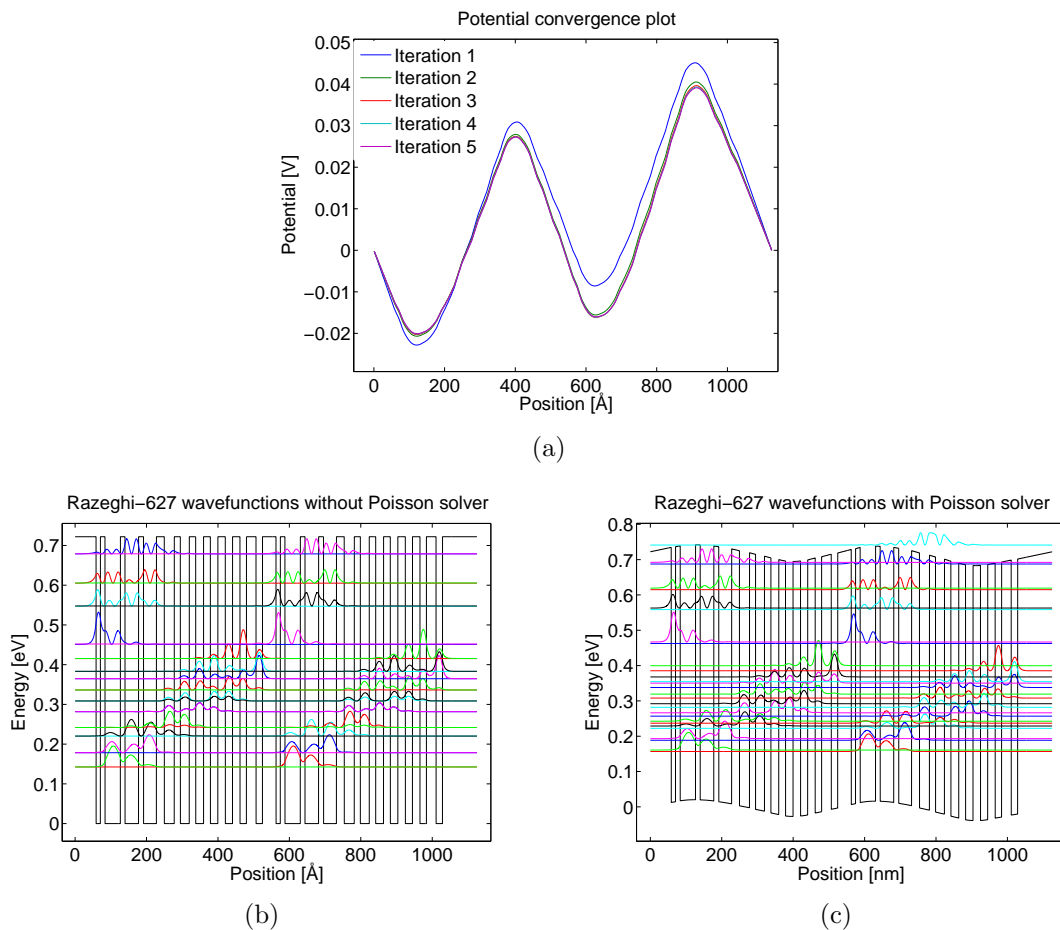 Potential convergence plot
0.05
0.04
0.03
0.02
0.01
0
−0.01
−0.02
Potential [V]
Iteration 1
Iteration 2
Iteration 3
Iteration 4
Iteration 5
0 200 400 600 800 1000
Position [Å]
(a)
Razeghi−627 wavefunctions without Poisson solver
0.7
0.6
0.5
0.4
0.3
0.2
0.1
0
Energy [eV]
0 200 400 600 800 1000
Position [Å]
(b)
Razeghi−627 wavefunctions with Poisson solver
0.8
0.7
0.6
0.5
0.4
0.3
0.2
0.1
0
Energy [eV]
0 200 400 600 800 1000
Position [nm]
(c)